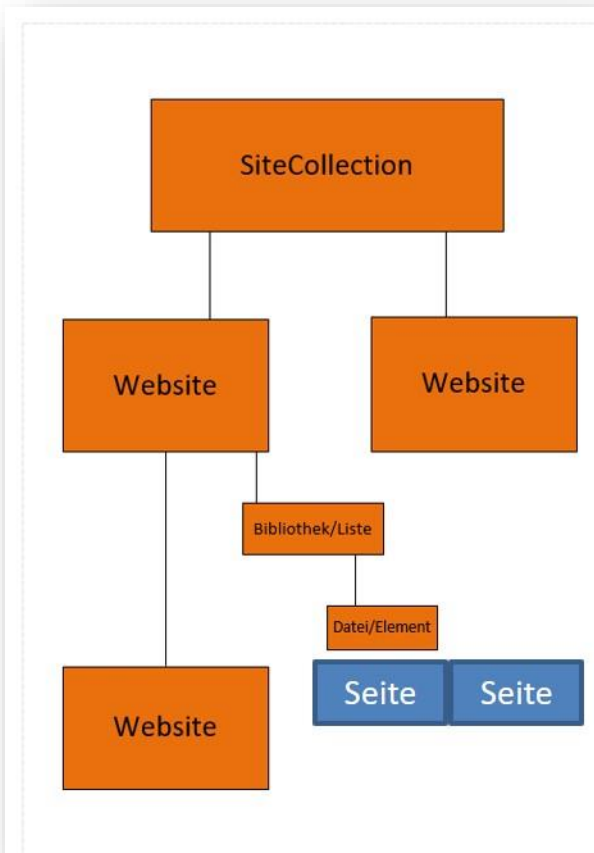 SiteCollection
Website
Website
Bibliothek/Liste
Datei/Element
Seite
Seite
Website